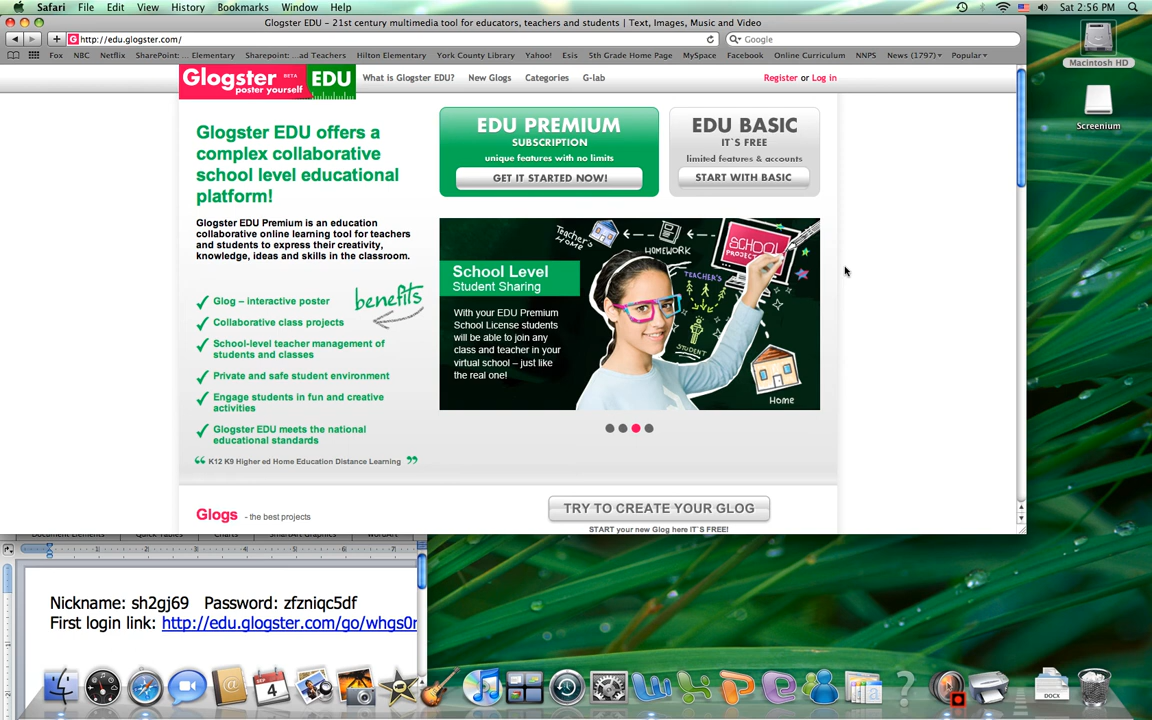 Safari File Edit View History Bookmarks Window Help
Sat 2:56 PM
Glogster EDU - 21st century multimedia tool for educators, teachers and students | Text, Images, Music and Video
http://edu.glogster.com/
Google
Fox NBC Netflix SharePoint: ... Elementary Sharepoint: ...ad Teachers Hilton Elementary York County Library Yahoo! Esis 5th Grade Home Page MySpace Facebook Online Curriculum NNPS News (1797) Popular
Glogster BETA EDU
poster yourself
What is Glogster EDU? New Glogs Categories G-lab
Register or Log in
Glogster EDU offers a
complex collaborative
school level educational
platform!
Glogster EDU Premium is an education
collaborative online learning tool for teachers
and students to express their creativity,
knowledge, ideas and skills in the classroom.
benefits
Glog – interactive poster
Collaborative class projects
School-level teacher management of
students and classes
Private and safe student environment
Engage students in fun and creative
activities
Glogster EDU meets the national
educational standards
“ K12 K9 Higher ed Home Education Distance Learning ”
EDU PREMIUM
SUBSCRIPTION
unique features with no limits
GET IT STARTED NOW!
EDU BASIC
IT`S FREE
limited features & accounts
START WITH BASIC
Teacher's
Home
HOMEWORK
SCHOOL
PROJECT
TEACHER'S
STUDENT
Home
School Level
Student Sharing
With your EDU Premium
School License students
will be able to join any
class and teacher in your
virtual school – just like
the real one!
Glogs - the best projects
TRY TO CREATE YOUR GLOG
START your new Glog here IT`S FREE!
Macintosh HD
Screenium
Document Elements Quick Tables Charts SmartArt Graphics WordArt
Nickname: sh2gj69 Password: zfzniqc5df
First login link: http://edu.glogster.com/go/whgs0r
SEP
4
DOCX